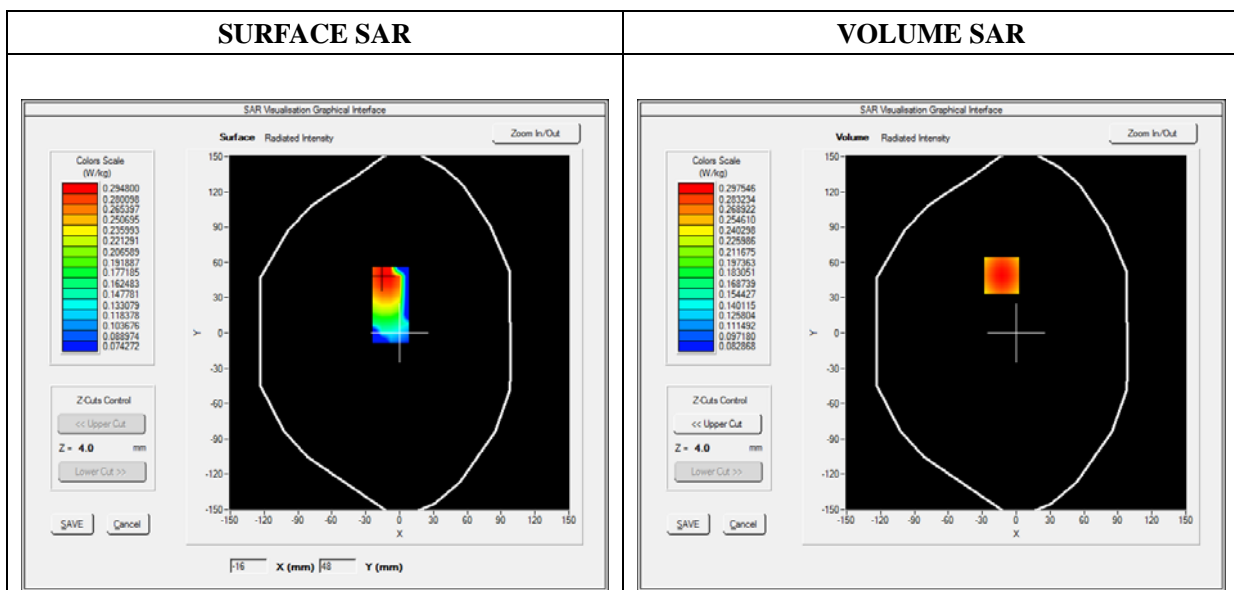 SURFACE SAR
VOLUME SAR
SAR Visualisation Graphical Interface
Surface Radiated Intensity
Zoom In/Out
Colors Scale
(W/kg)
0.294800
0.280098
0.265397
0.250695
0.235993
0.221291
0.206589
0.191887
0.177185
0.162483
0.147781
0.133079
0.118378
0.103676
0.088974
0.074272
150
120
90
60
30
0
-30
-60
-90
-120
-150
Y
-150 -120 -90 -60 -30 0 30 60 90 120 150
X
Z-Cuts Control
<< Upper Cut
Z = 4.0 mm
Lower Cut >>
SAVE Cancel
-16 X (mm) 48 Y (mm)
SAR Visualisation Graphical Interface
Volume Radiated Intensity
Zoom In/Out
Colors Scale
(W/kg)
0.297546
0.283234
0.268922
0.254610
0.240298
0.225986
0.211675
0.197363
0.183051
0.168739
0.154427
0.140115
0.125804
0.111492
0.097180
0.082868
150
120
90
60
30
0
-30
-60
-90
-120
-150
Y
-150 -120 -90 -60 -30 0 30 60 90 120 150
X
Z-Cuts Control
<< Upper Cut
Z = 4.0 mm
Lower Cut >>
SAVE Cancel